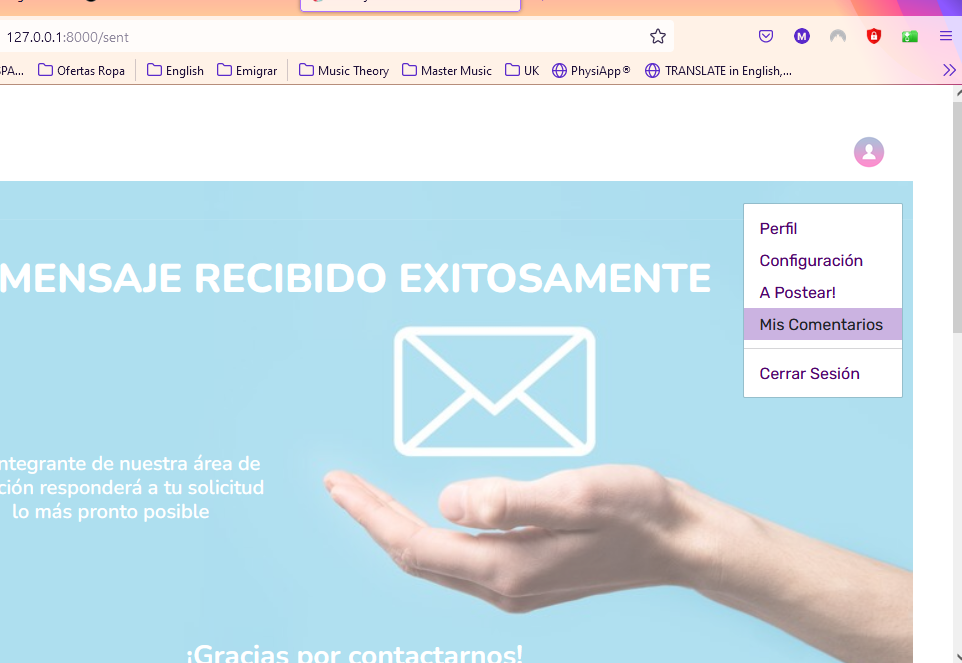 127.0.0.1:8000/sent
M
SPA...
Ofertas Ropa
English
Emigrar
Music Theory
Master Music
UK
PhysiApp®
TRANSLATE in English,...
MENSAJE RECIBIDO EXITOSAMENTE
Perfil
Configuración
A Postear!
Mis Comentarios
Cerrar Sesión
ntegrante de nuestra área de
ción responderá a tu solicitud
lo más pronto posible
¡Gracias por contactarnos!